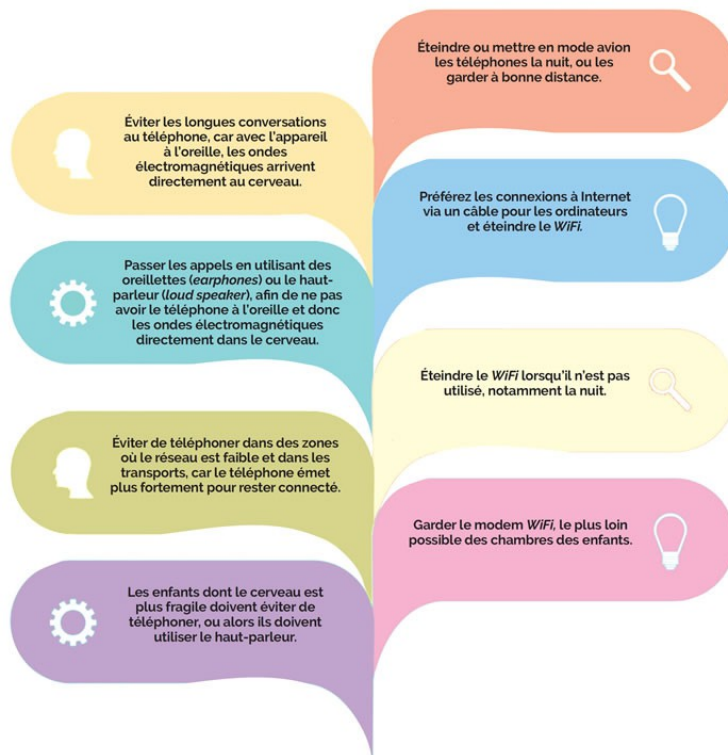 Éteindre ou mettre en mode avion
les téléphones la nuit, ou les
garder à bonne distance.
Éviter les longues conversations
au téléphone, car avec l'appareil
à l'oreille, les ondes
électromagnétiques arrivent
directement au cerveau.
Préférez les connexions à Internet
via un câble pour les ordinateurs
et éteindre le WiFi.
Passer les appels en utilisant des
oreillettes (earphones) ou le haut-
parleur (loud speaker), afin de ne pas
avoir le téléphone à l'oreille et donc
les ondes électromagnétiques
directement dans le cerveau.
Éteindre le WiFi lorsqu'il n'est pas
utilisé, notamment la nuit.
Éviter de téléphoner dans des zones
où le réseau est faible et dans les
transports, car le téléphone émet
plus fortement pour rester connecté.
Garder le modem WiFi, le plus loin
possible des chambres des enfants.
Les enfants dont le cerveau est
plus fragile doivent éviter de
téléphoner, ou alors ils doivent
utiliser le haut-parleur.